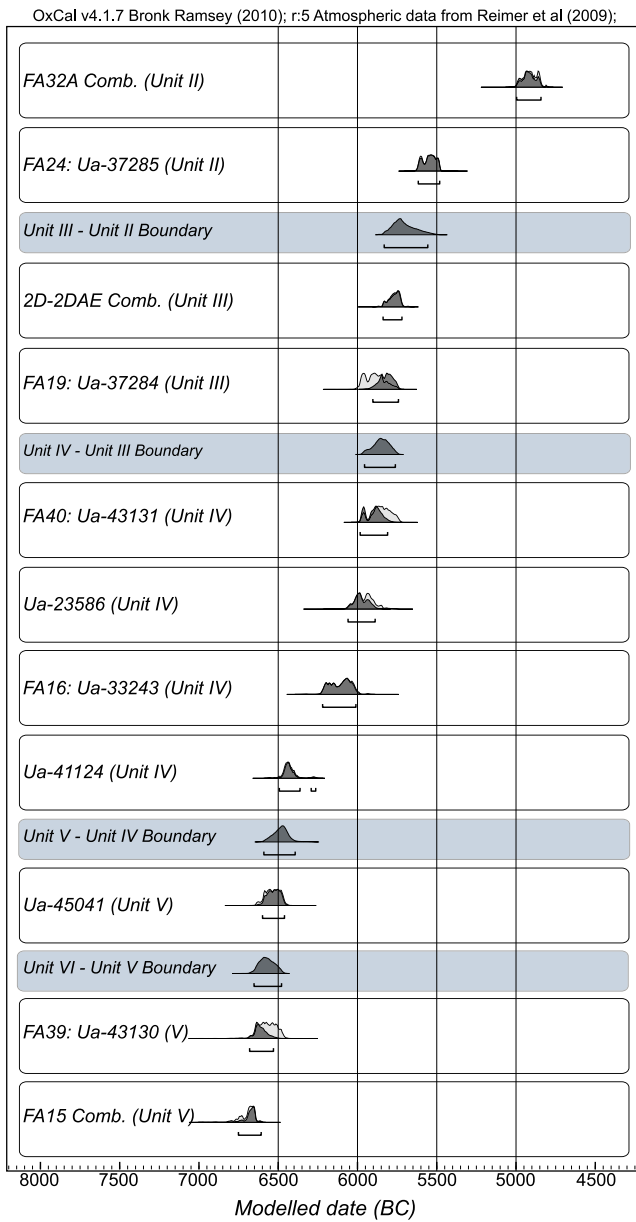 OxCal v4.1.7 Bronk Ramsey (2010); r:5 Atmospheric data from Reimer et al (2009);
FA32A Comb. (Unit II)
FA24: Ua-37285 (Unit II)
Unit III - Unit II Boundary
2D-2DAE Comb. (Unit III)
FA19: Ua-37284 (Unit III)
Unit IV - Unit III Boundary
FA40: Ua-43131 (Unit IV)
Ua-23586 (Unit IV)
FA16: Ua-33243 (Unit IV)
Ua-41124 (Unit IV)
Unit V - Unit IV Boundary
Ua-45041 (Unit V)
Unit VI - Unit V Boundary
FA39: Ua-43130 (V)
FA15 Comb. (Unit V)
8000 7500 7000 6500 6000 5500 5000 4500
Modelled date (BC)